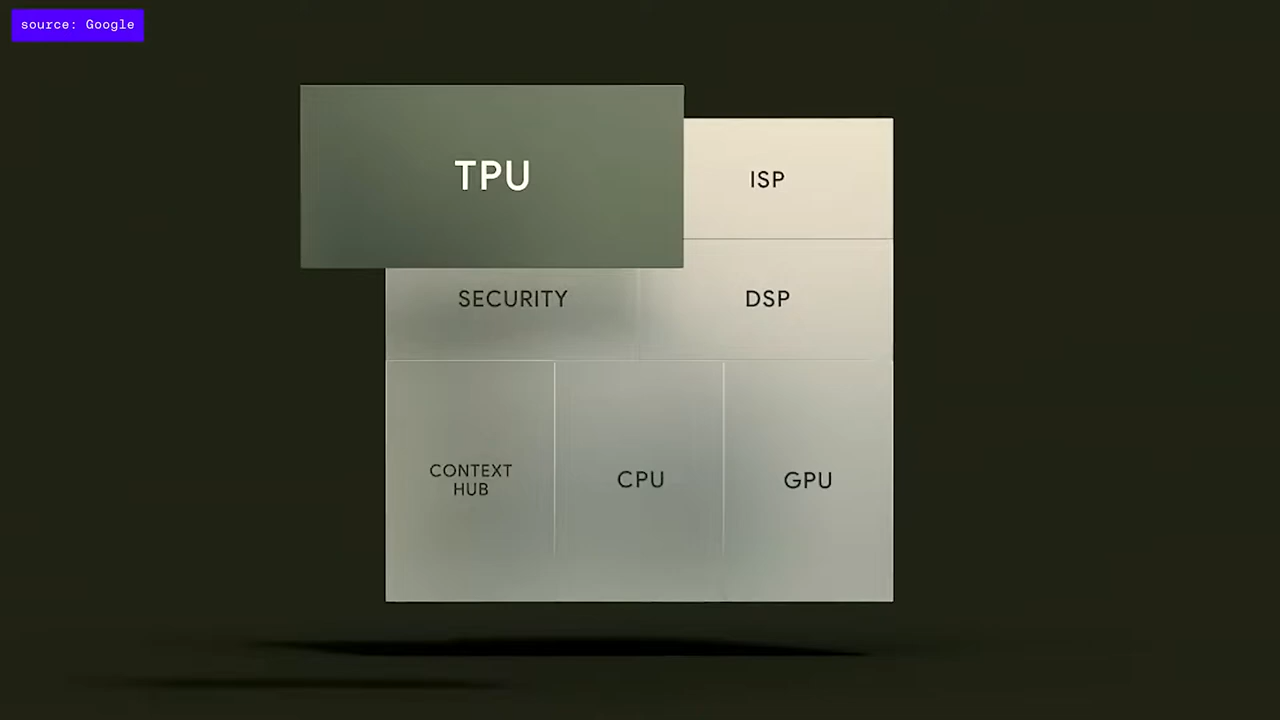 source: Google
TPU
ISP
SECURITY
DSP
CONTEXT
HUB
CPU
GPU